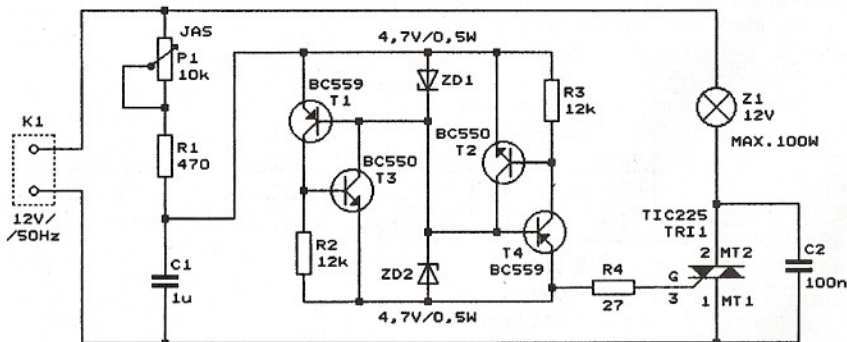 JAS
P1
10k
K1
12V/
/50Hz
R1
470
C1
1u
4,7V/0,5W
BC559
T1
ZD1
R3
12k
BC550
T2
BC550
T3
R2
12k
ZD2
T4
BC559
4,7V/0,5W
R4
27
Z1
12V
MAX.100W
TIC225
TRI1
2 MT2
G
3
1 MT1
C2
100n